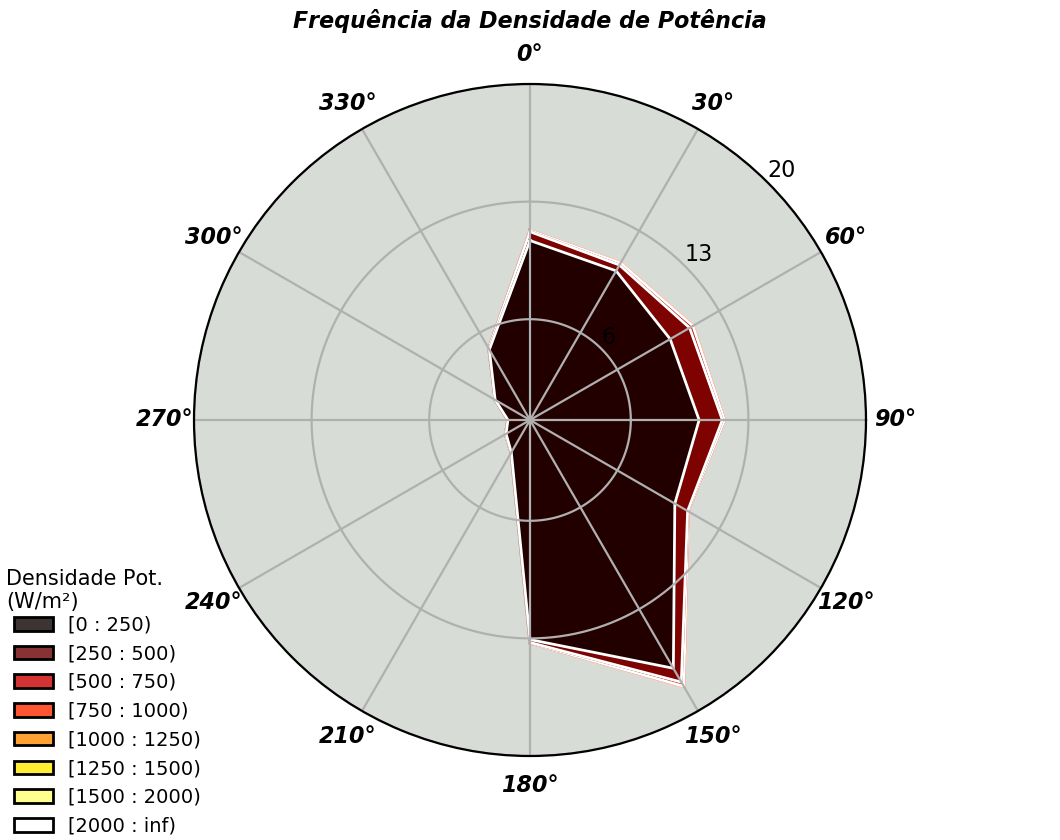 Frequência da Densidade de Potência
0°
330°
30°
20
300°
60°
13
6
270°
90°
Densidade Pot.
(W/m²)
240°
120°
[0 : 250)
[250 : 500)
[500 : 750)
[750 : 1000)
210°
150°
[1000 : 1250)
[1250 : 1500)
180°
[1500 : 2000)
[2000 : inf)